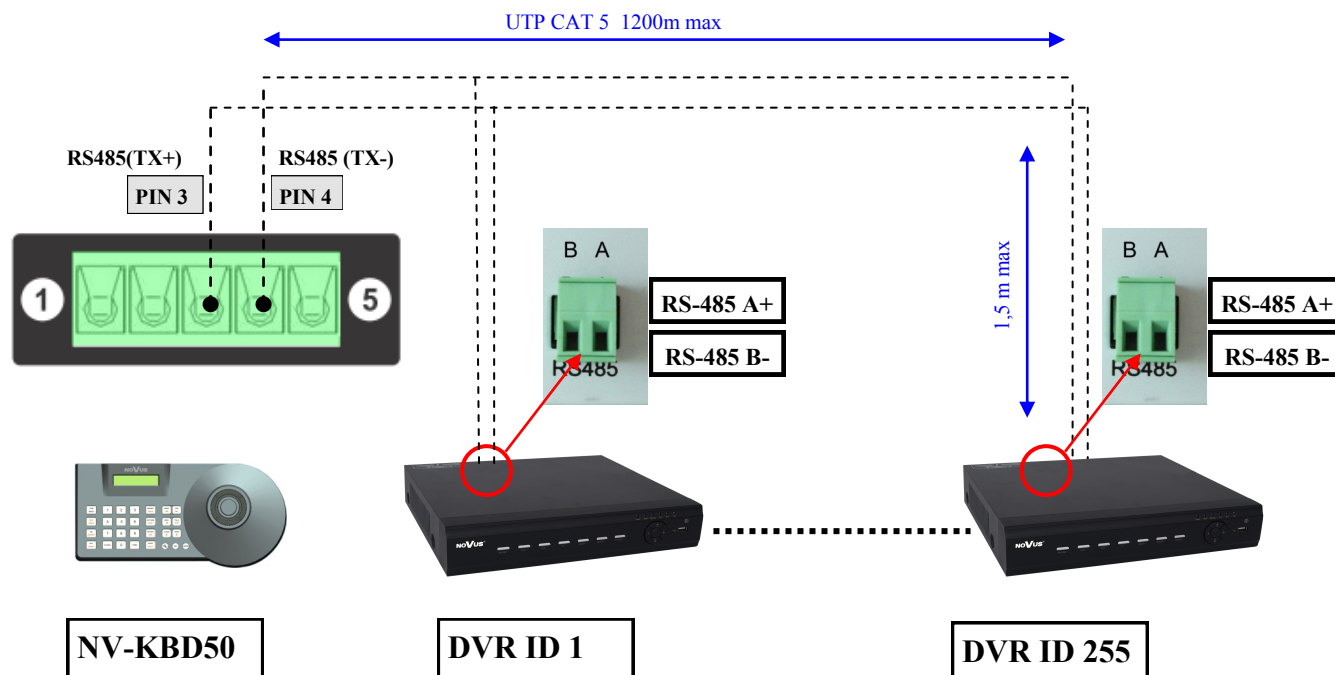 UTP CAT 5  1200m max
RS485(TX+)
RS485 (TX-)
PIN 3
PIN 4
1
5
B A
RS-485 A+
RS-485 B-
RS485
1,5 m max
B A
RS-485 A+
RS-485 B-
RS485
NOVUS
NOVUS
NOVUS
NV-KBD50
DVR ID 1
DVR ID 255